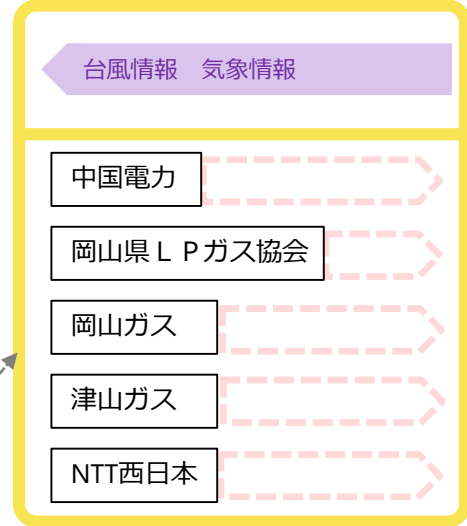 台風情報　気象情報
中国電力
岡山県ＬＰガス協会
岡山ガス
津山ガス
NTT西日本